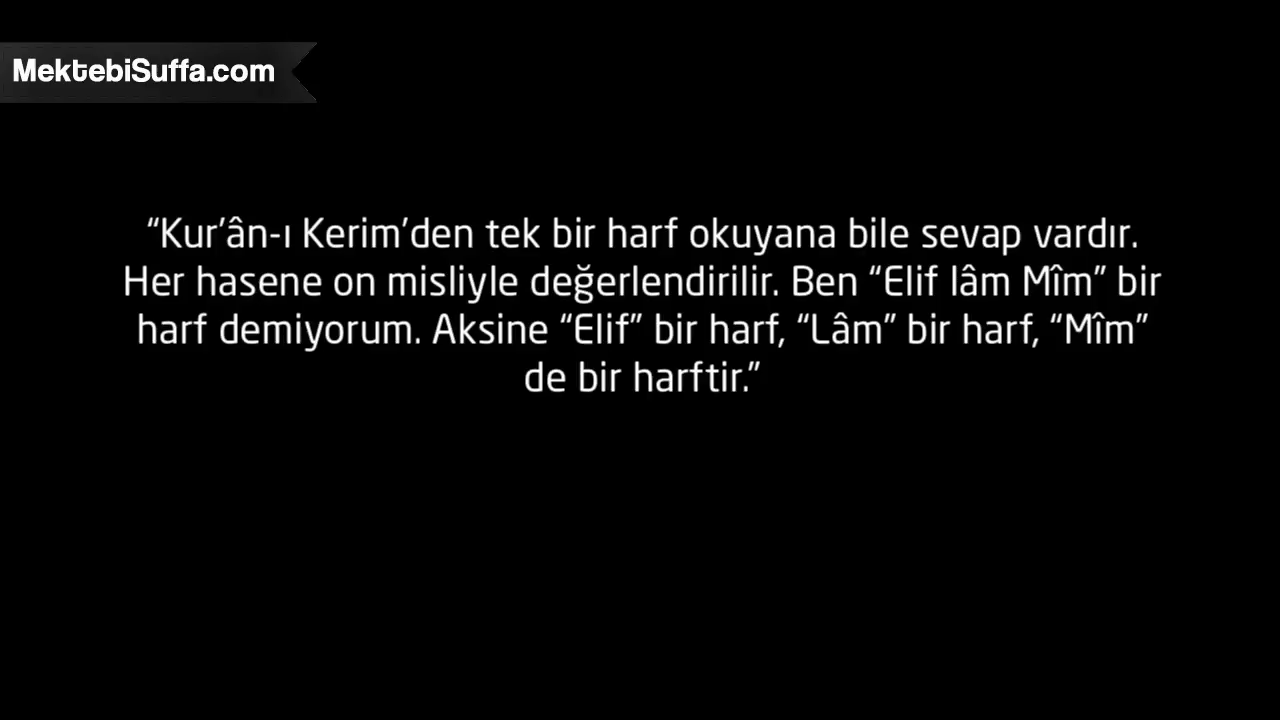 MektebiSuffa.com
“Kur’ân-ı Kerim’den tek bir harf okuyana bile sevap vardır.
Her hasene on misliyle değerlendirilir. Ben “Elif lâm Mîm” bir
harf demiyorum. Aksine “Elif” bir harf, “Lâm” bir harf, “Mîm”
de bir harftir.”